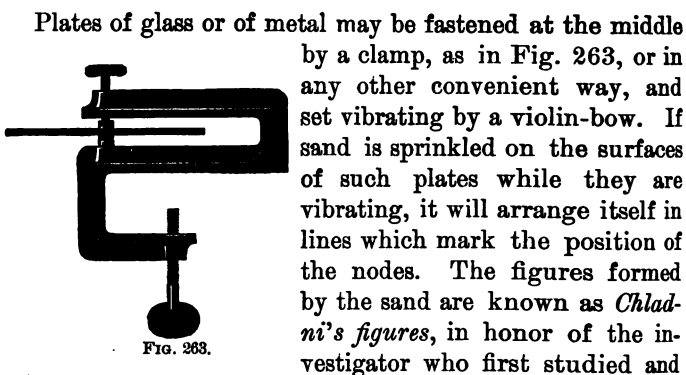 Plates of glass or of metal may be fastened at the middle
by a clamp, as in Fig. 263, or in
any other convenient way, and
set vibrating by a violin-bow. If
sand is sprinkled on the surfaces
of such plates while they are
vibrating, it will arrange itself in
lines which mark the position of
the nodes. The figures formed
by the sand are known as Chlad-
ni's figures, in honor of the in-
vestigator who first studied and
FIG. 263.